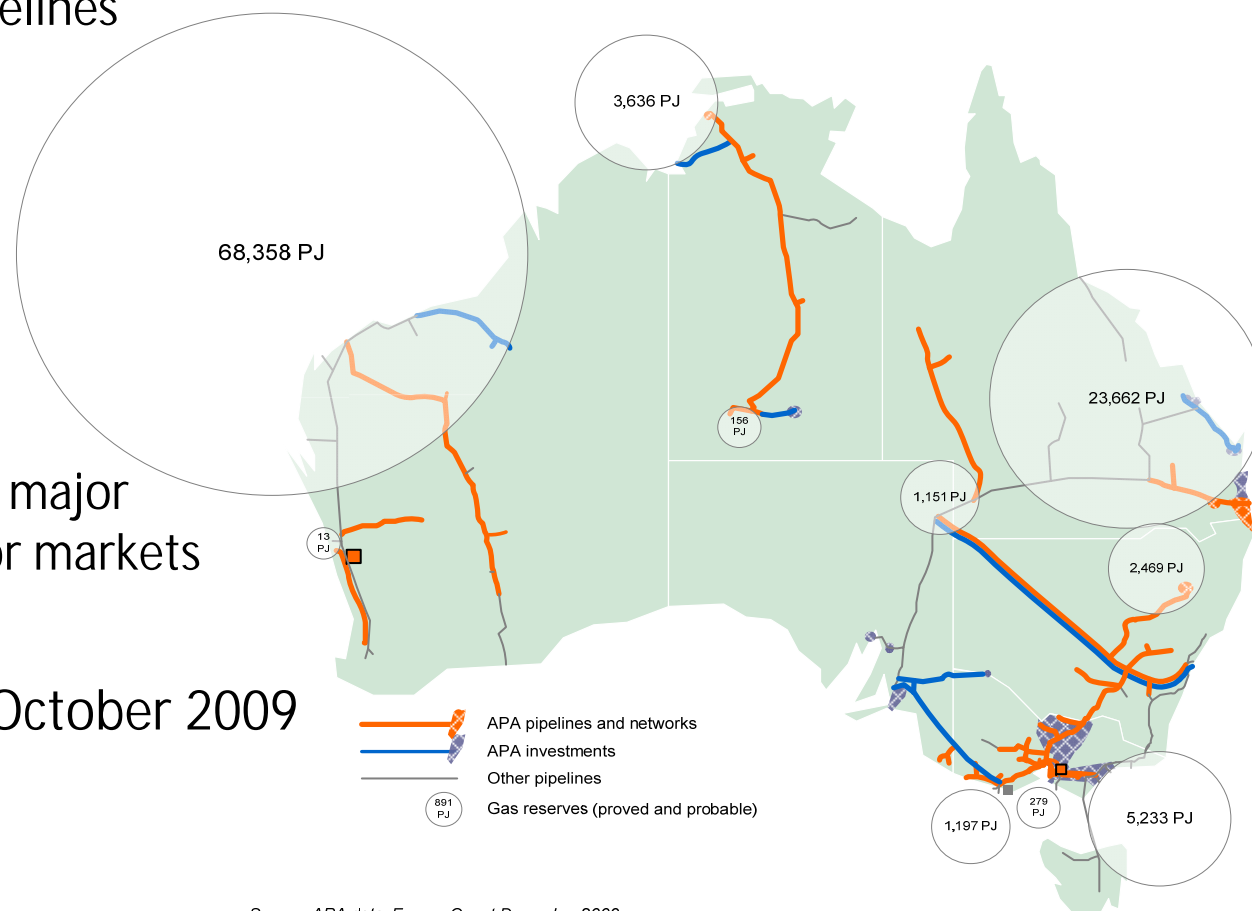 3,636 PJ
68,358 PJ
23,662 PJ
156
PJ
1,151 PJ
major
markets
13
PJ
2,469 PJ
October 2009
APA pipelines and networks
APA investments
Other pipelines
891
PJ
Gas reserves (proved and probable)
1,197 PJ
279
PJ
5,233 PJ